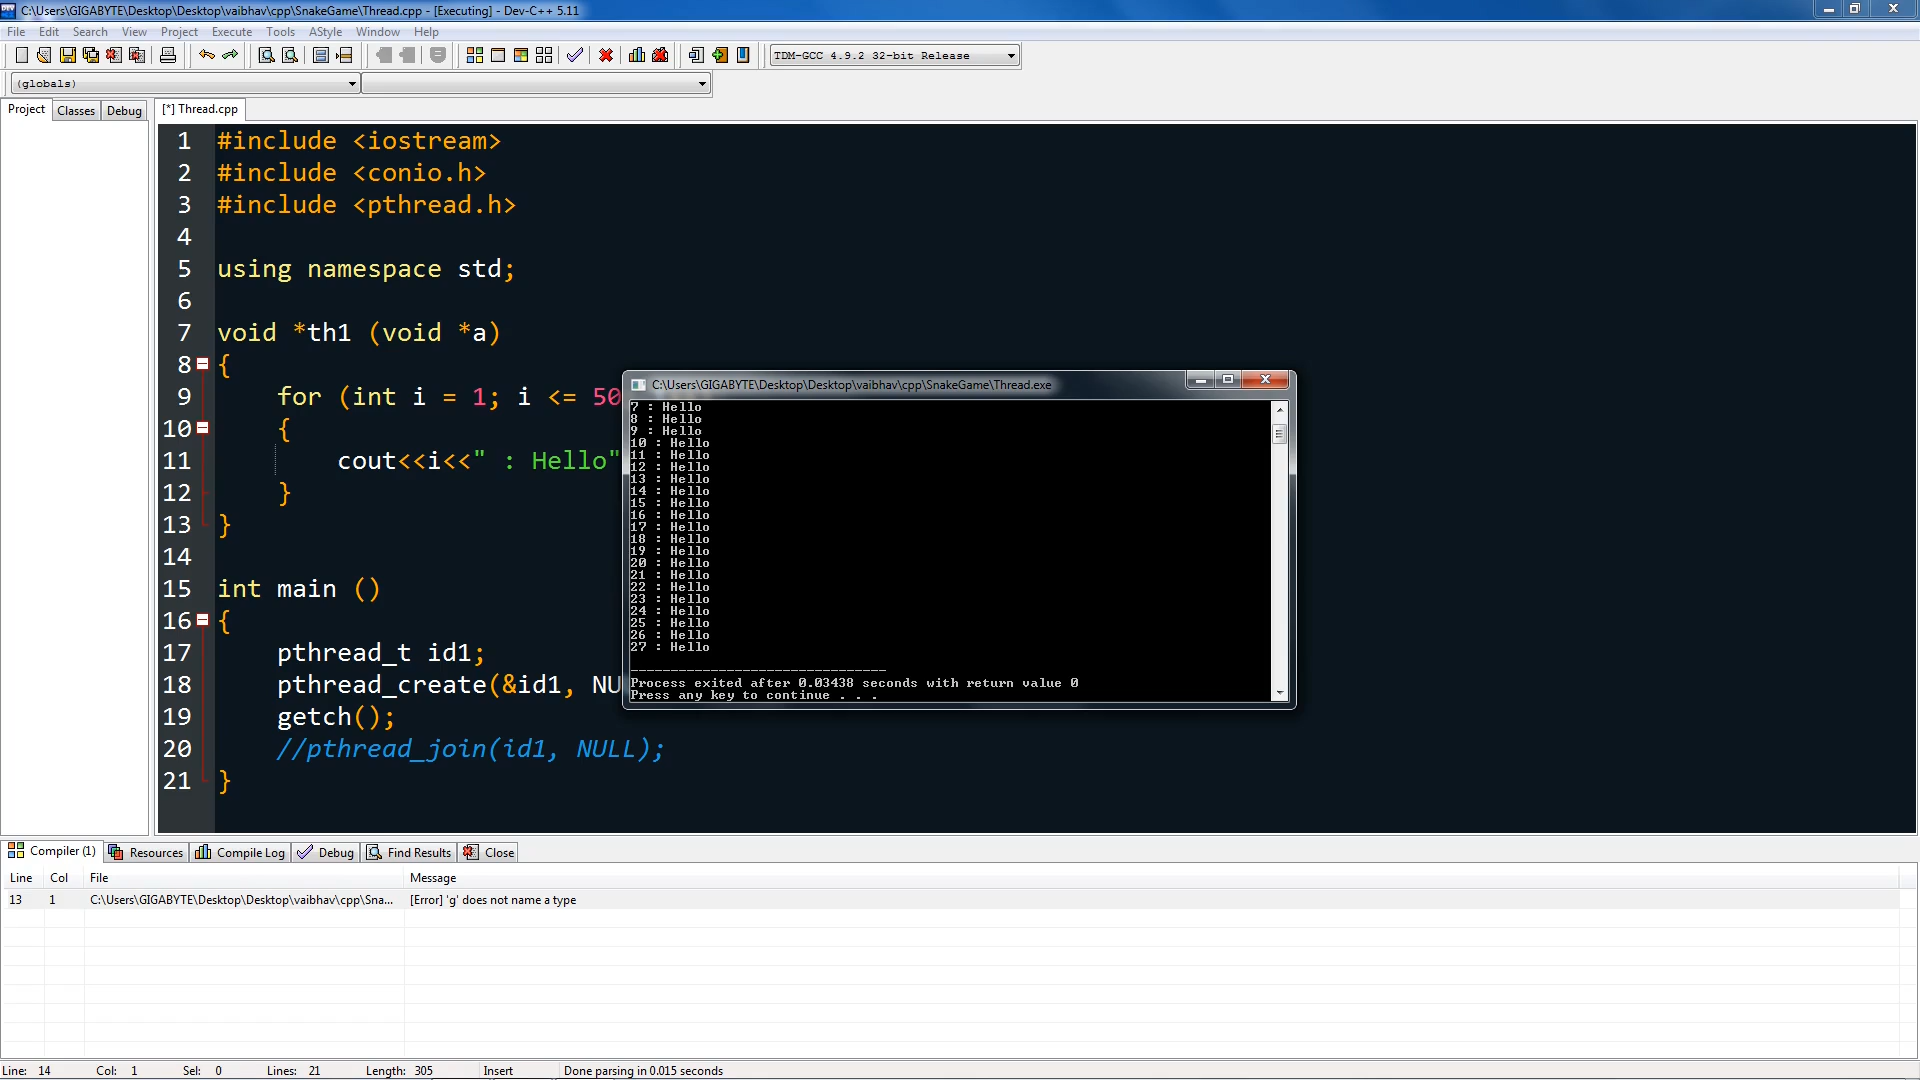 C:\Users\GIGABYTE\Desktop\Desktop\vaibhav\cpp\SnakeGame\Thread.cpp - [Executing] - Dev-C++ 5.11
File Edit Search View Project Execute Tools AStyle Window Help
TDM-GCC 4.9.2 32-bit Release
(globals)
Project Classes Debug [*] Thread.cpp
1 #include <iostream>
2 #include <conio.h>
3 #include <pthread.h>
4
5 using namespace std;
6
7 void *th1 (void *a)
8 {
9 for (int i = 1; i <= 50
10 {
11 cout<<i<<" : Hello"
12 }
13 }
14
15 int main ()
16 {
17 pthread_t id1;
18 pthread_create(&id1, NU
19 getch();
20 //pthread_join(id1, NULL);
21 }
C:\Users\GIGABYTE\Desktop\Desktop\vaibhav\cpp\SnakeGame\Thread.exe
7 : Hello
8 : Hello
9 : Hello
10 : Hello
11 : Hello
12 : Hello
13 : Hello
14 : Hello
15 : Hello
16 : Hello
17 : Hello
18 : Hello
19 : Hello
20 : Hello
21 : Hello
22 : Hello
23 : Hello
24 : Hello
25 : Hello
26 : Hello
27 : Hello
--------------------------------
Process exited after 0.03438 seconds with return value 0
Press any key to continue . . .
Compiler (1) Resources Compile Log Debug Find Results Close
Line Col File Message
13 1 C:\Users\GIGABYTE\Desktop\Desktop\vaibhav\cpp\Sna... [Error] 'g' does not name a type
Line: 14 Col: 1 Sel: 0 Lines: 21 Length: 305 Insert Done parsing in 0.015 seconds